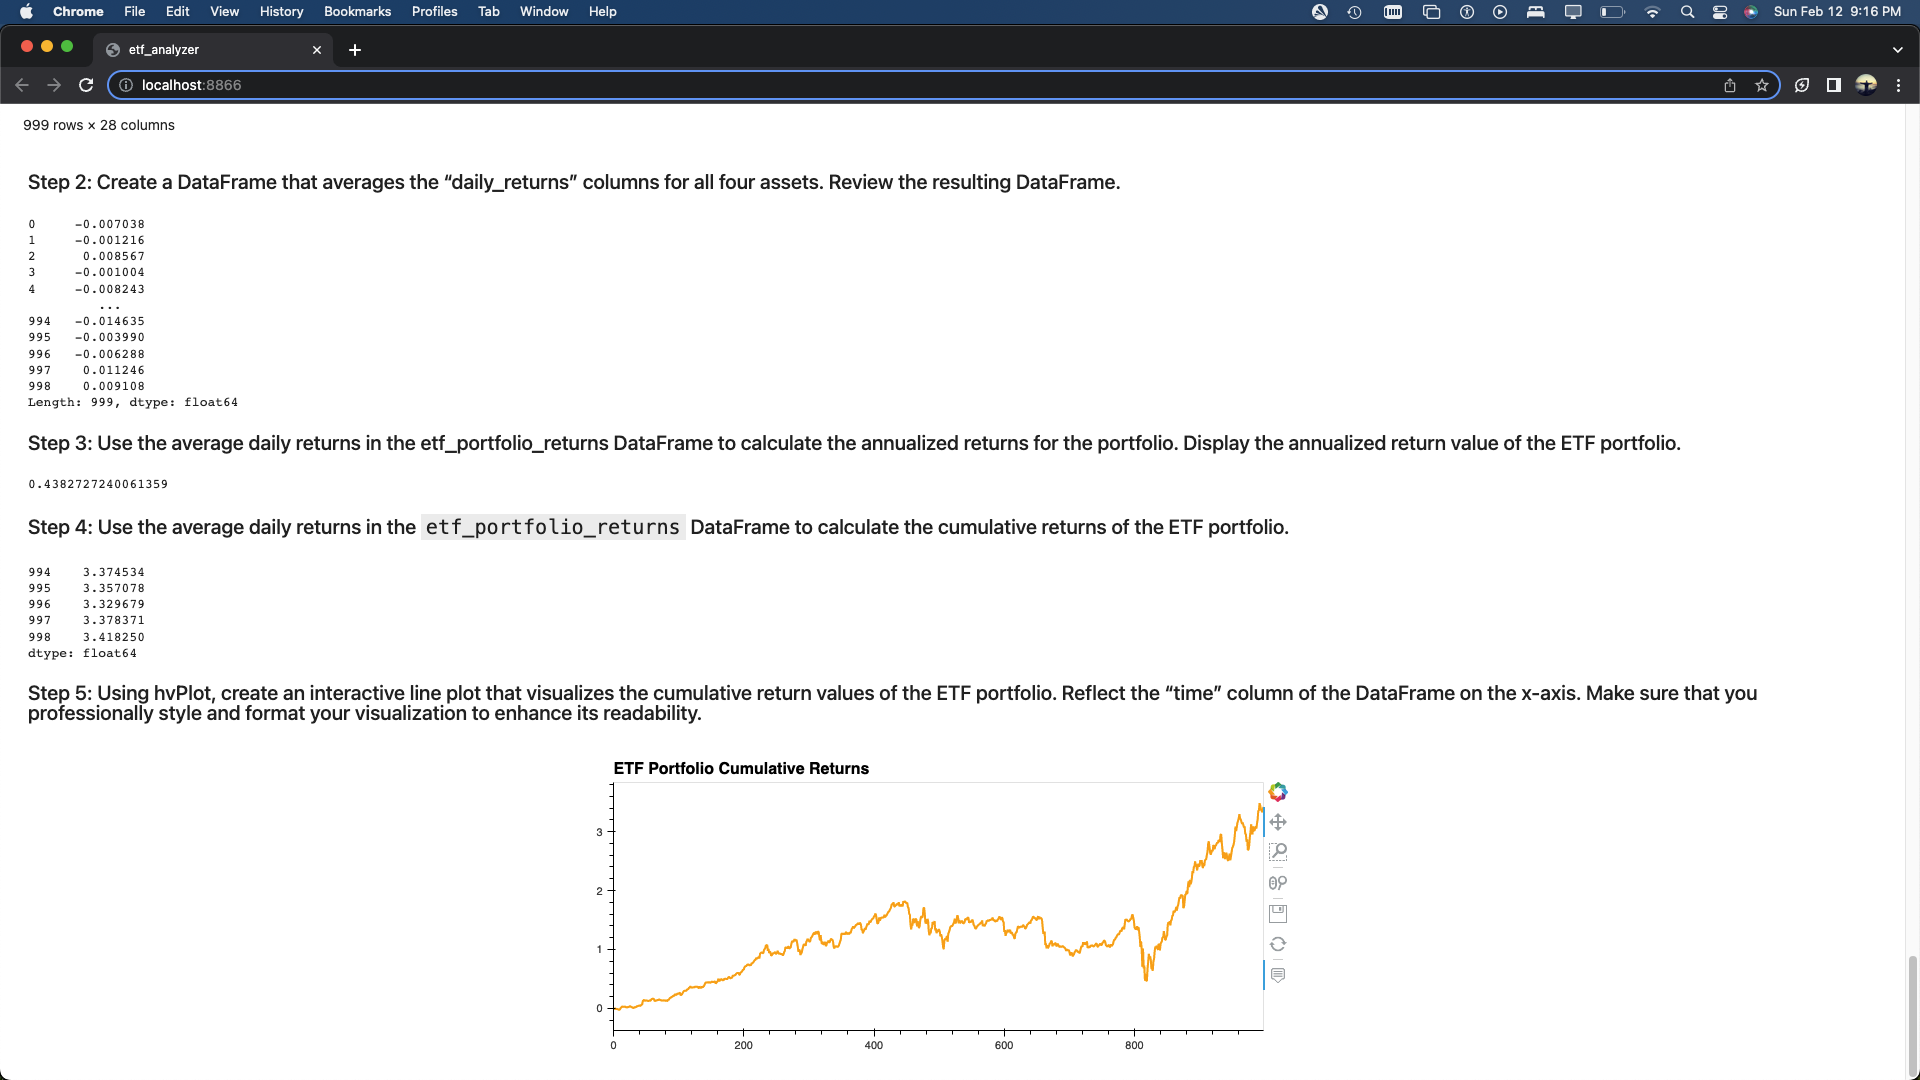 Chrome File Edit View History Bookmarks Profiles Tab Window Help Sun Feb 12 9:16 PM
etf_analyzer
localhost:8866
999 rows × 28 columns
Step 2: Create a DataFrame that averages the “daily_returns” columns for all four assets. Review the resulting DataFrame.
0 -0.007038
1 -0.001216
2 0.008567
3 -0.001004
4 -0.008243
...
994 -0.014635
995 -0.003990
996 -0.006288
997 0.011246
998 0.009108
Length: 999, dtype: float64
Step 3: Use the average daily returns in the etf_portfolio_returns DataFrame to calculate the annualized returns for the portfolio. Display the annualized return value of the ETF portfolio.
0.4382727240061359
Step 4: Use the average daily returns in the etf_portfolio_returns DataFrame to calculate the cumulative returns of the ETF portfolio.
994 3.374534
995 3.357078
996 3.329679
997 3.378371
998 3.418250
dtype: float64
Step 5: Using hvPlot, create an interactive line plot that visualizes the cumulative return values of the ETF portfolio. Reflect the “time” column of the DataFrame on the x-axis. Make sure that you
professionally style and format your visualization to enhance its readability.
ETF Portfolio Cumulative Returns
3
2
1
0
0 200 400 600 800